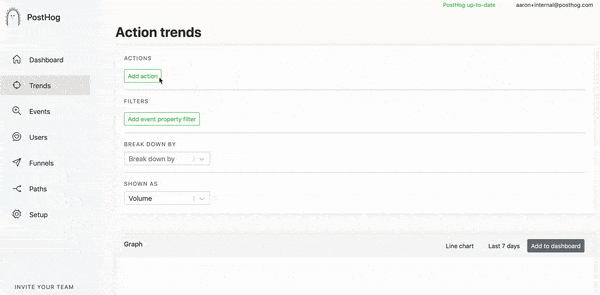 PostHog up-to-date
aaron+internal@posthog.com
PostHog
Action trends
Dashboard
Trends
Events
Users
Funnels
Paths
Setup
INVITE YOUR TEAM
ACTIONS
Add action
FILTERS
Add event property filter
BREAK DOWN BY
Break down by
SHOWN AS
Volume
Graph
Line chart
Last 7 days
Add to dashboard